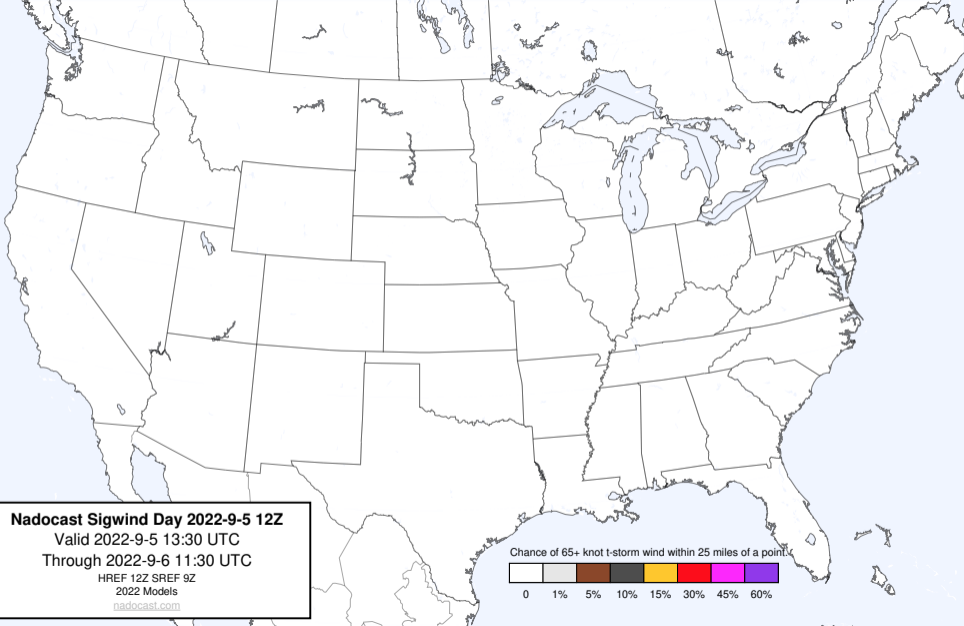 Nadocast Sigwind Day 2022-9-5 12Z
Valid 2022-9-5 13:30 UTC
Through 2022-9-6 11:30 UTC
HREF 12Z SREF 9Z
2022 Models
nadocast.com
Chance of 65+ knot t-storm wind within 25 miles of a point.
0 1% 5% 10% 15% 30% 45% 60%